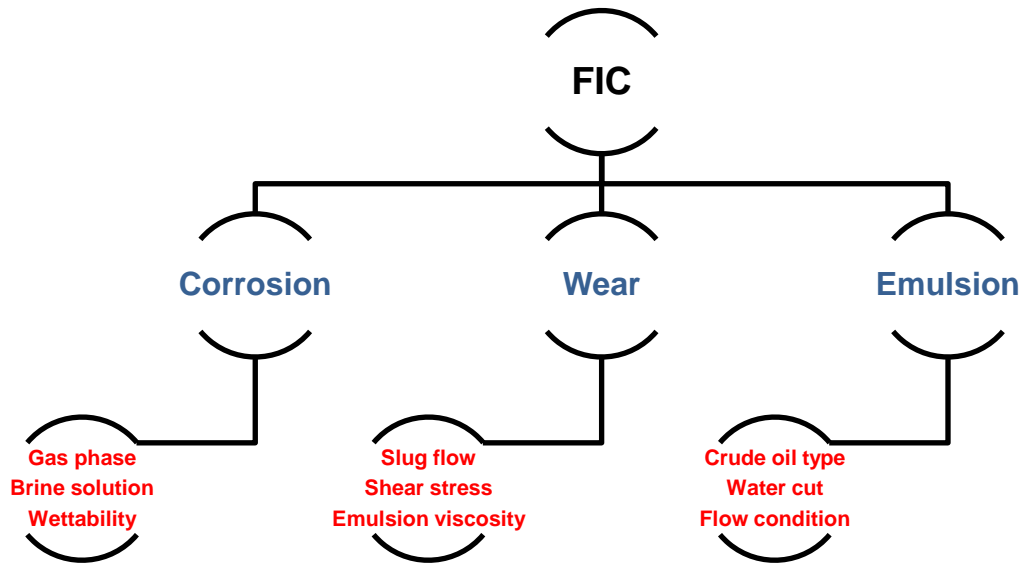 FIC
Corrosion
Wear
Emulsion
Gas phase
Brine solution
Wettability
Slug flow
Shear stress
Emulsion viscosity
Crude oil type
Water cut
Flow condition